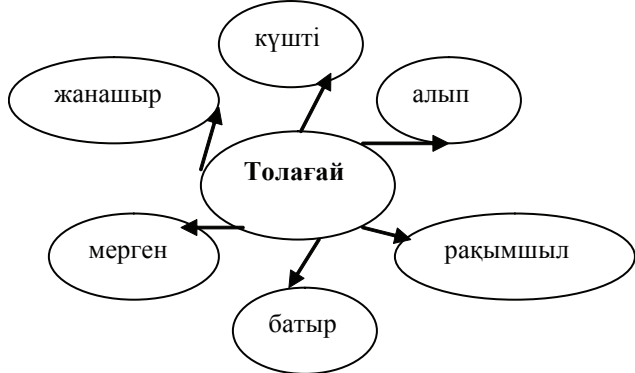 күшті
жанашыр
алып
Толағай
мерген
рақымшыл
батыр